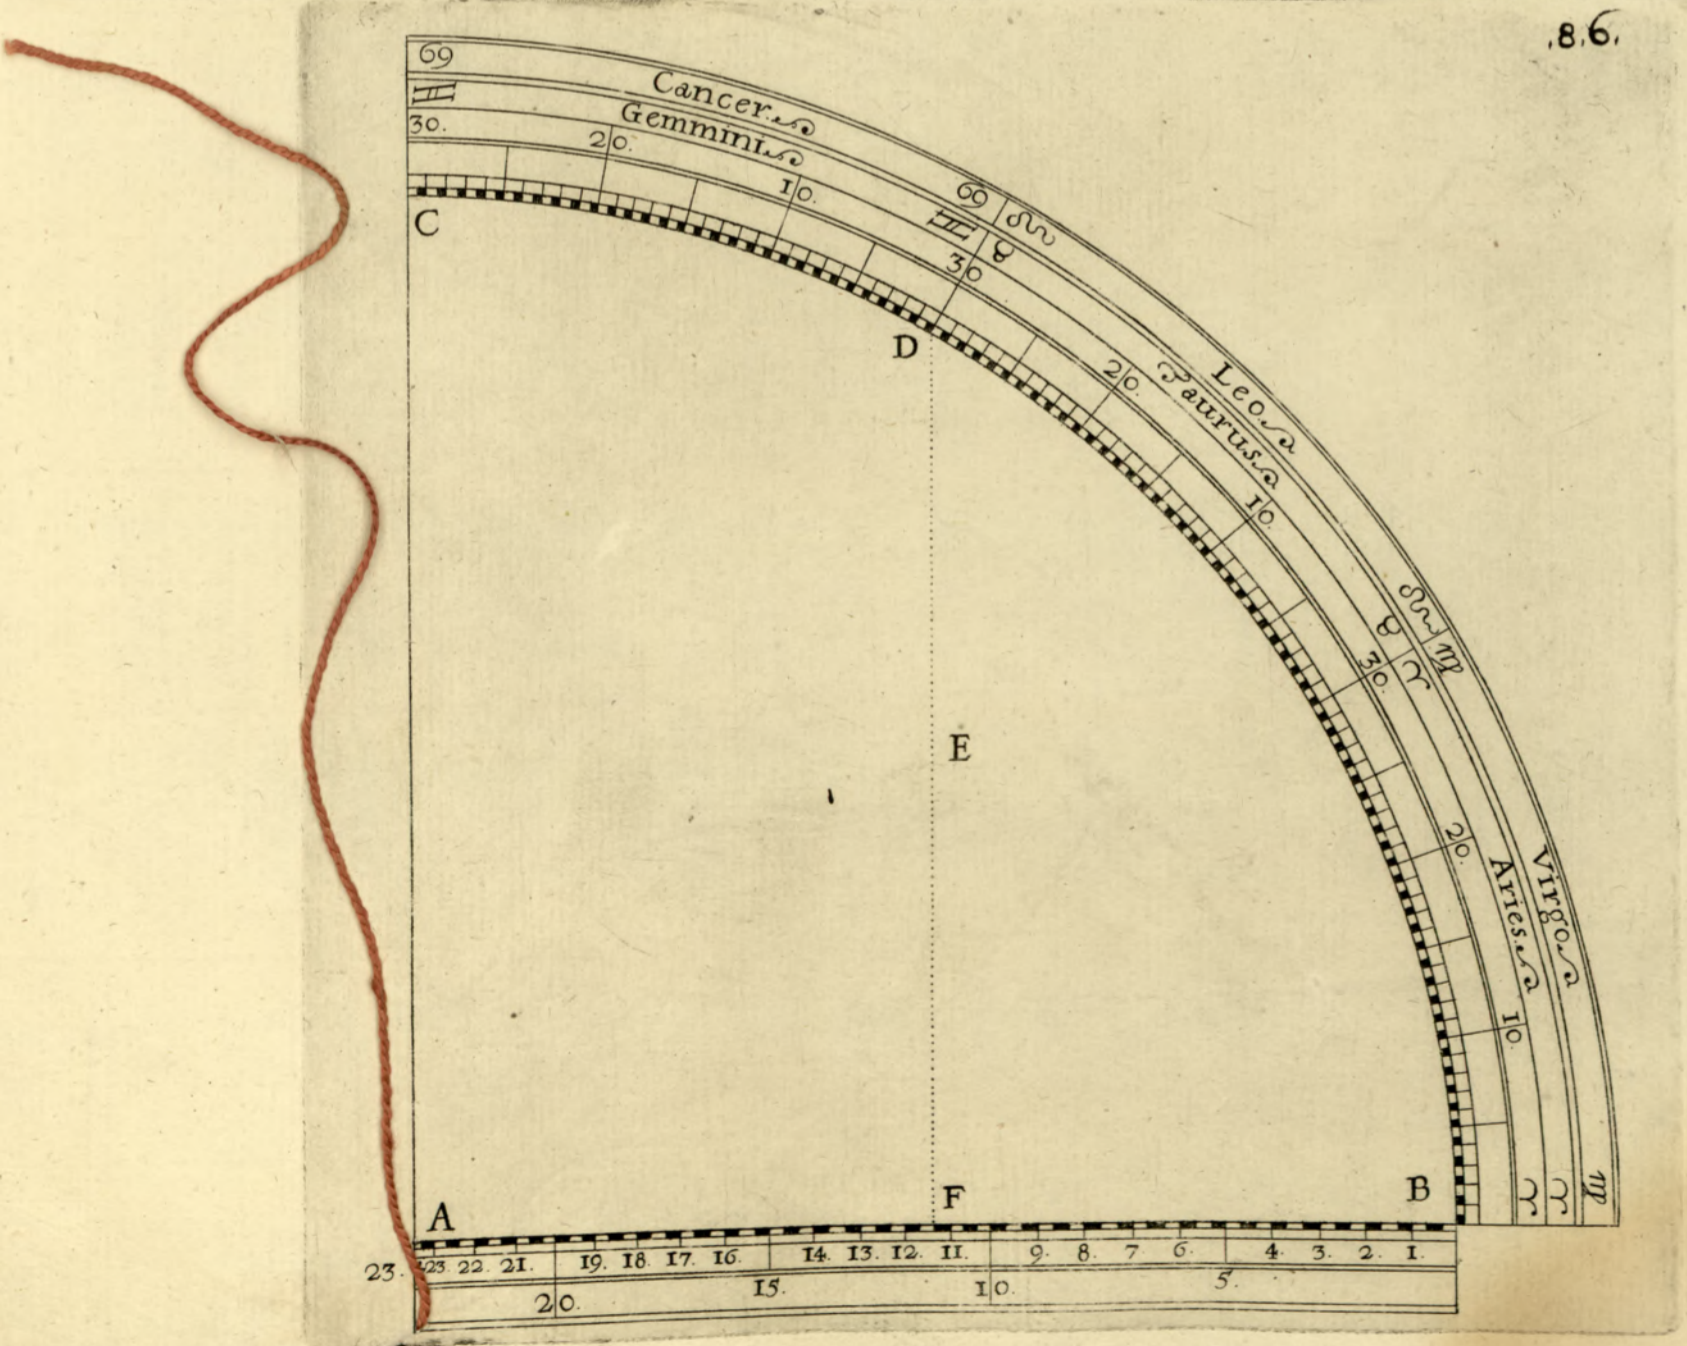 .8.6.
69 Cancer. 69
♌ Leo. ♌
♍ Virgo. ♍
♊ Gemmini. ♊
♉ Taurus. ♉
♈ Aries. ♈ ♈
30. 20. 10. 30 20. 10. 30. 20. 10.
C
D
E
A F B
23. 23. 22. 21. 19. 18. 17. 16. 14. 13. 12. 11. 9. 8. 7 6. 4. 3. 2. 1.
15. 10. 5.
20.